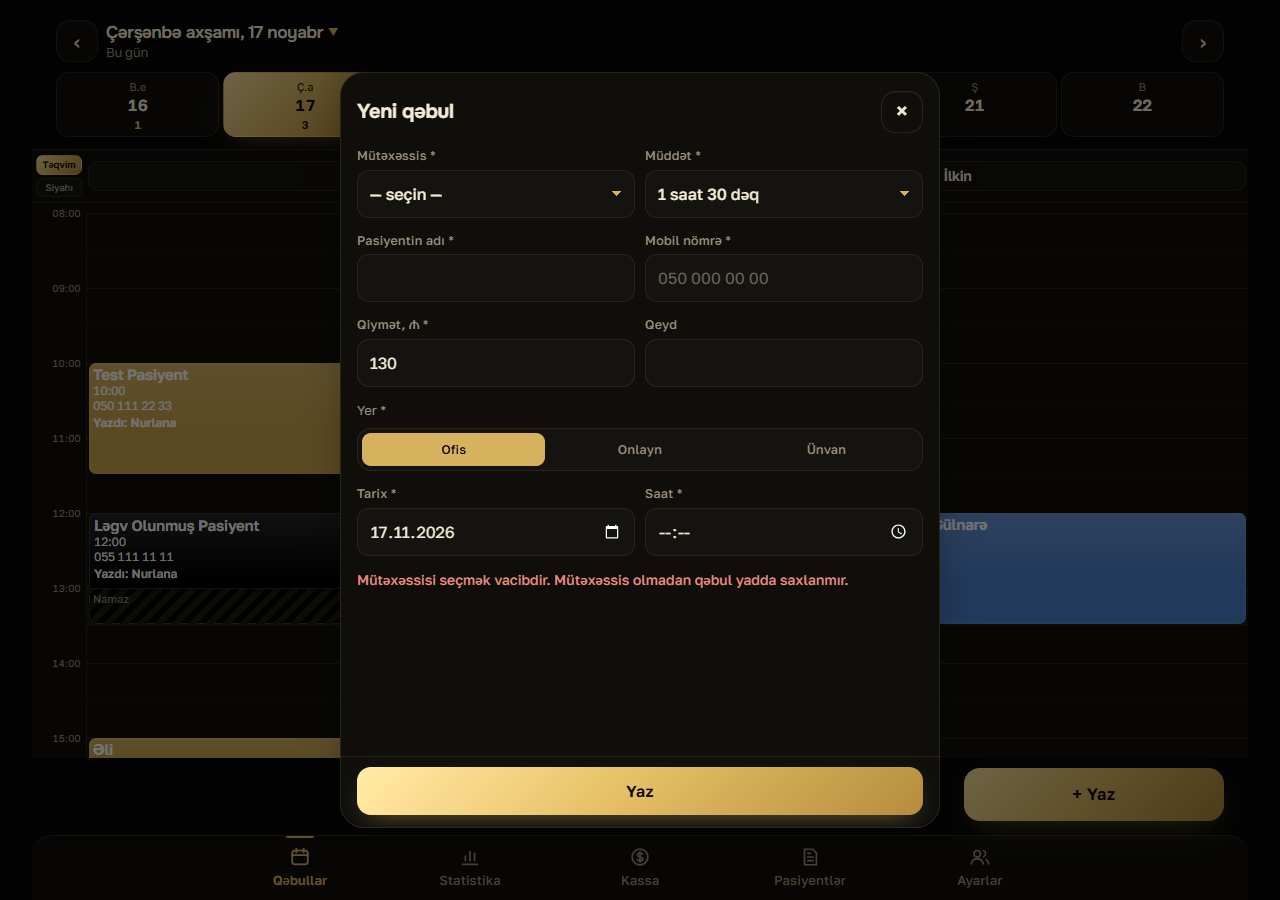 Çərşənbə axşamı, 17 noyabr
Bu gün
B.e
16
1
Ç.a
17
3
Ş
21
B
22
Təqvim
Siyahı
İlkin
08:00
09:00
10:00
11:00
12:00
13:00
14:00
15:00
Test Pasiyent
10:00
050 111 22 33
Yazdı: Nurlana
Ləğv Olunmuş Pasiyent
12:00
055 111 11 11
Yazdı: Nurlana
Namaz
Əli
Gülnarə
Yeni qəbul
Mütəxəssis *
Müddət *
— seçin —
1 saat 30 dəq
Pasiyentin adı *
Mobil nömrə *
050 000 00 00
Qiymət, ₼ *
Qeyd
130
Yer *
Ofis
Onlayn
Ünvan
Tarix *
Saat *
17.11.2026
--:--
Mütəxəssisi seçmək vacibdir. Mütəxəssis olmadan qəbul yadda saxlanmır.
Yaz
+ Yaz
Qəbullar
Statistika
Kassa
Pasiyentlər
Ayarlar